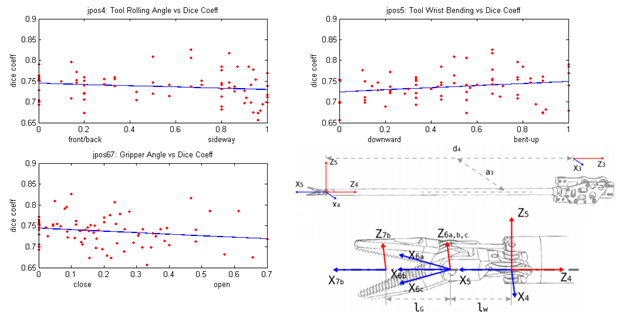 jpos4: Tool Rolling Angle vs Dice Coeff
dice coeff
0.9
0.85
0.8
0.75
0.7
0.65
0 0.2 0.4 0.6 0.8 1
front/back sideway
jpos5: Tool Wrist Bending vs Dice Coeff
dice coeff
0.9
0.85
0.8
0.75
0.7
0.65
0 0.2 0.4 0.6 0.8 1
downward bent-up
jpos67: Gripper Angle vs Dice Coeff
dice coeff
0.9
0.85
0.8
0.75
0.7
0.65
0 0.1 0.2 0.3 0.4 0.5 0.6 0.7
close open
d4
Z5
a3
Z3
X3
X5
Z4
X4
Z5
Z7b
Z6a,b,c
X6a
X7b
X6b
X5
Z4
X6c
X4
lG
lW